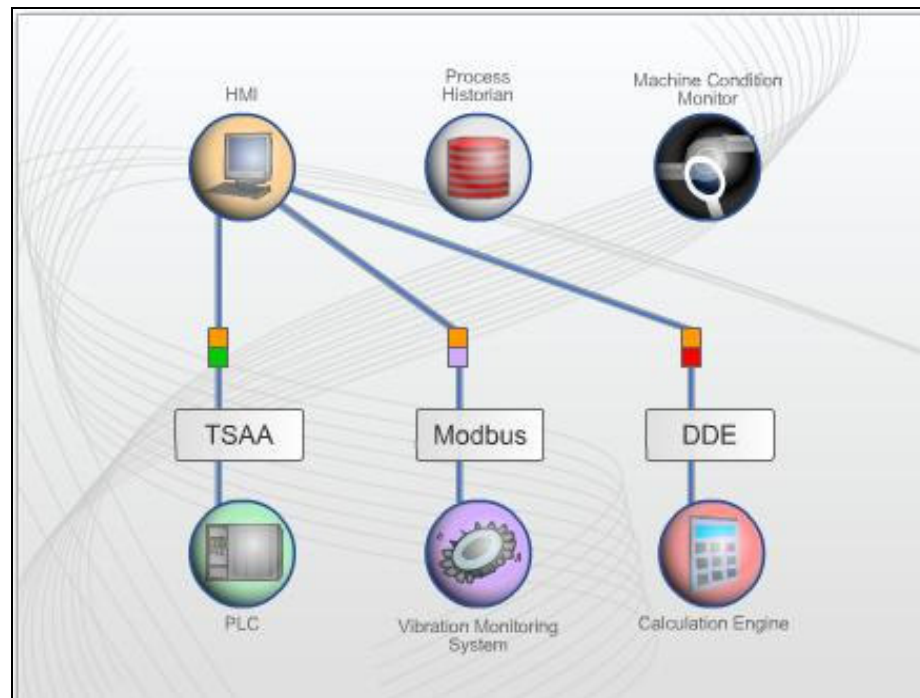 HMI
Process
Historian
Machine Condition
Monitor
TSAA
Modbus
DDE
PLC
Vibration Monitoring
System
Calculation Engine